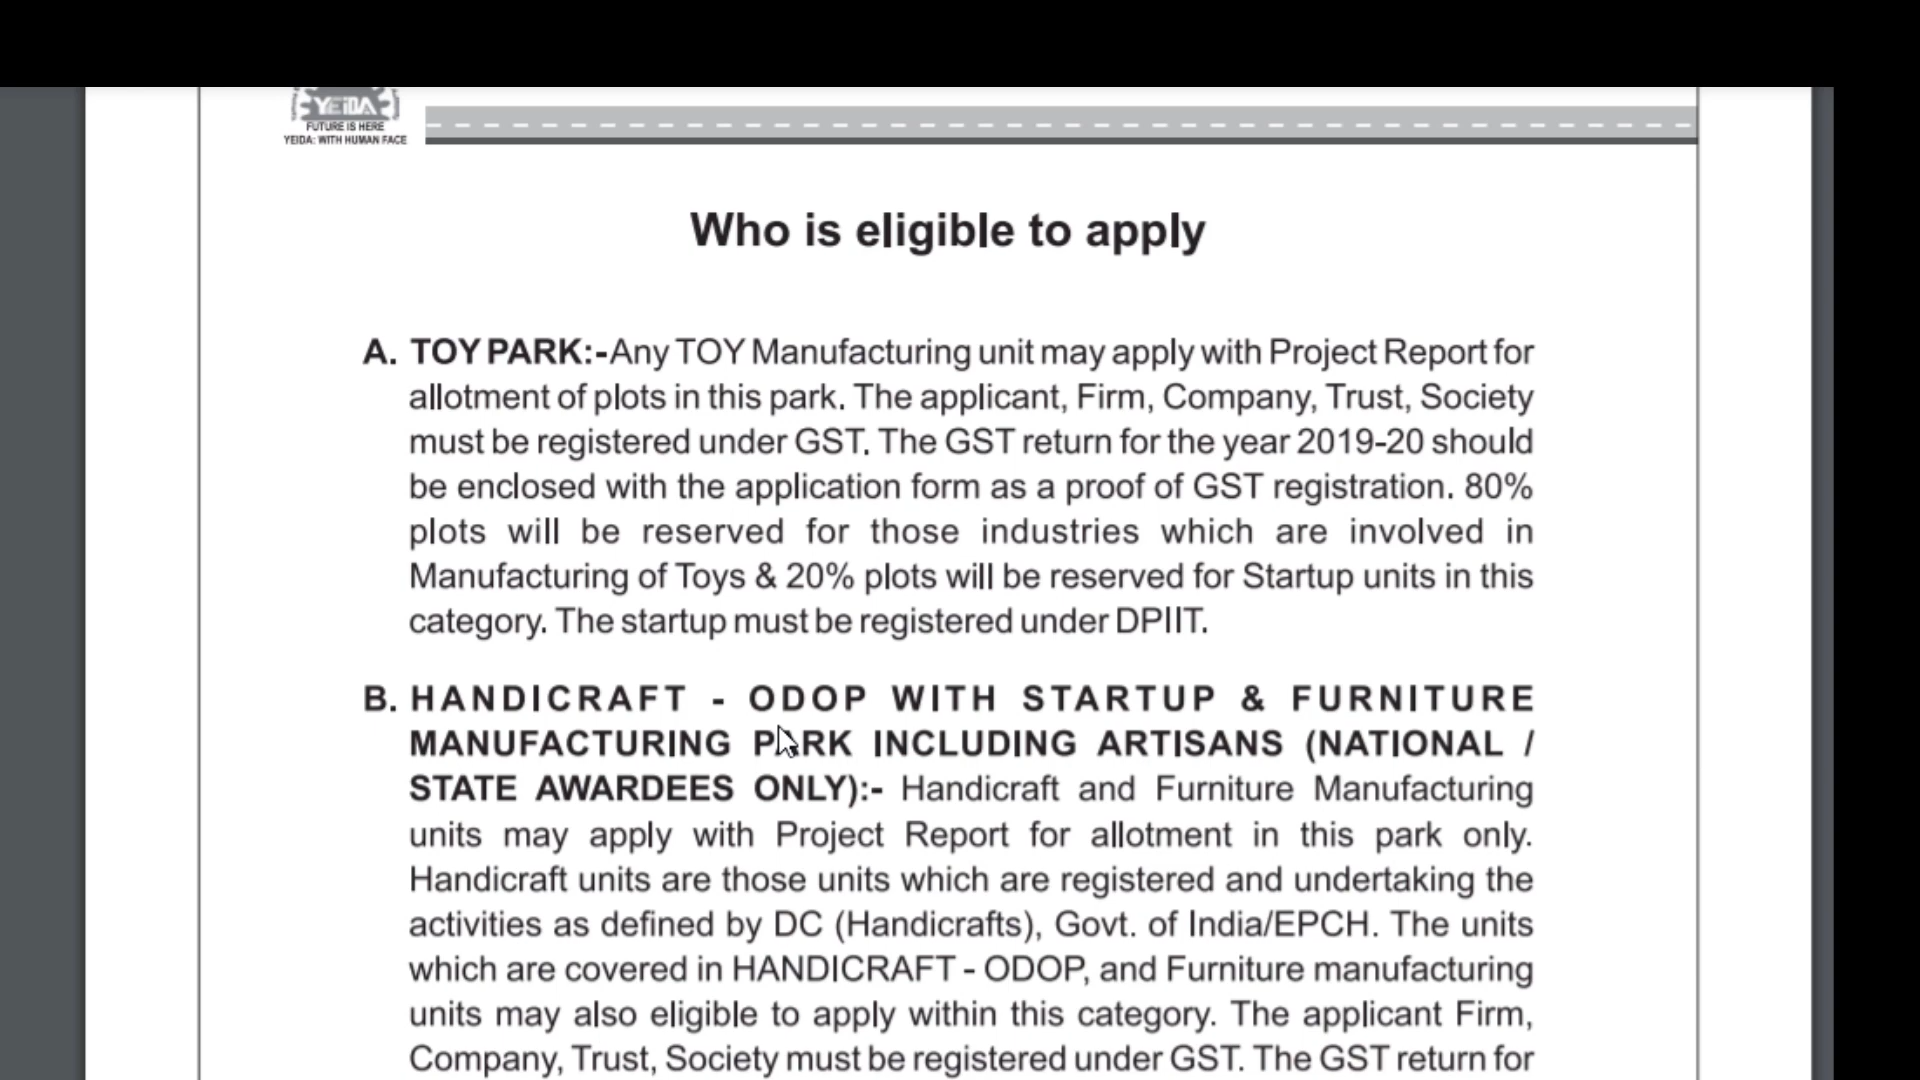 YEIDA
FUTURE IS HERE
YEIDA: WITH HUMAN FACE
Who is eligible to apply
A. TOY PARK:-Any TOY Manufacturing unit may apply with Project Report for
allotment of plots in this park. The applicant, Firm, Company, Trust, Society
must be registered under GST. The GST return for the year 2019-20 should
be enclosed with the application form as a proof of GST registration. 80%
plots will be reserved for those industries which are involved in
Manufacturing of Toys & 20% plots will be reserved for Startup units in this
category. The startup must be registered under DPIIT.
B. HANDICRAFT - ODOP WITH STARTUP & FURNITURE
MANUFACTURING PARK INCLUDING ARTISANS (NATIONAL /
STATE AWARDEES ONLY):- Handicraft and Furniture Manufacturing
units may apply with Project Report for allotment in this park only.
Handicraft units are those units which are registered and undertaking the
activities as defined by DC (Handicrafts), Govt. of India/EPCH. The units
which are covered in HANDICRAFT - ODOP, and Furniture manufacturing
units may also eligible to apply within this category. The applicant Firm,
Company, Trust, Society must be registered under GST. The GST return for